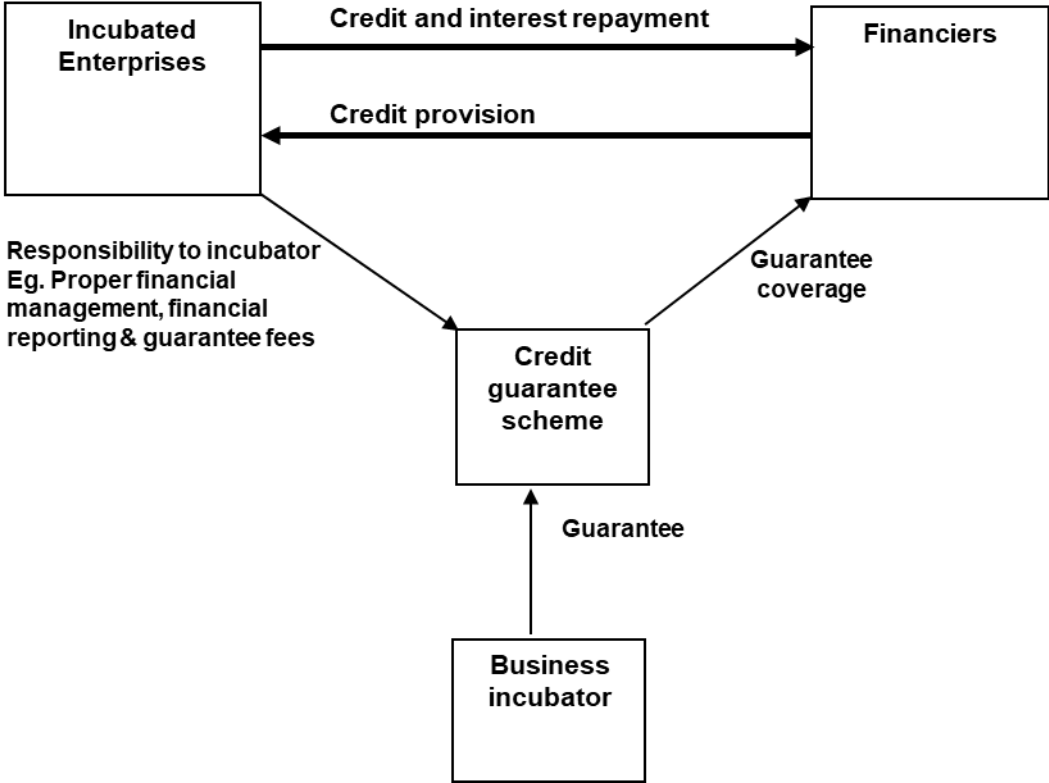 Incubated
Enterprises
Credit and interest repayment
Financiers
Credit provision
Responsibility to incubator
Eg. Proper financial
management, financial
reporting & guarantee fees
Guarantee
coverage
Credit
guarantee
scheme
Guarantee
Business
incubator